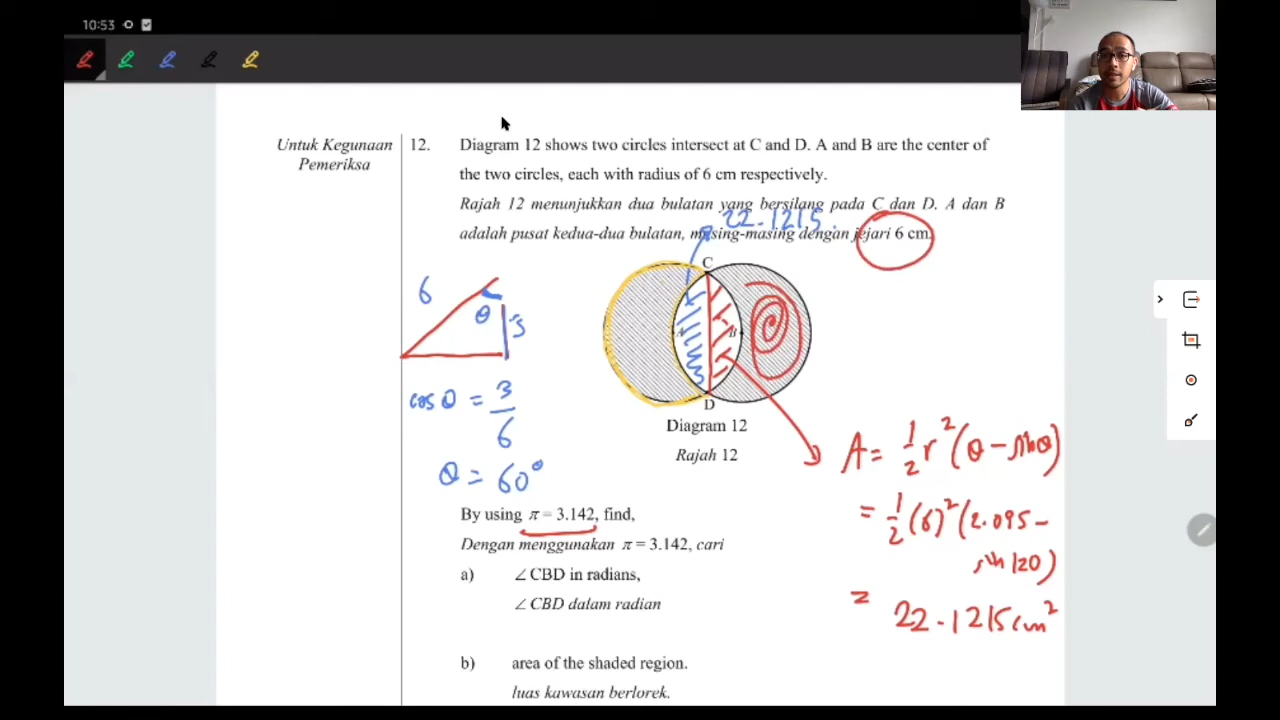 10:53
Untuk Kegunaan
Pemeriksa
12. Diagram 12 shows two circles intersect at C and D. A and B are the center of
the two circles, each with radius of 6 cm respectively.
Rajah 12 menunjukkan dua bulatan yang bersilang pada C dan D. A dan B
adalah pusat kedua-dua bulatan, masing-masing dengan jejari 6 cm.
22.1215
C
A
B
D
6
θ
3
cos θ = 3/6
θ = 60°
Diagram 12
Rajah 12
A = 1/2 r² (θ - sin θ)
= 1/2 (6)² (2.095 -
sin 120)
= 22.1215 cm²
By using π = 3.142, find,
Dengan menggunakan π = 3.142, cari
a) ∠CBD in radians,
∠CBD dalam radian
b) area of the shaded region.
luas kawasan berlorek.